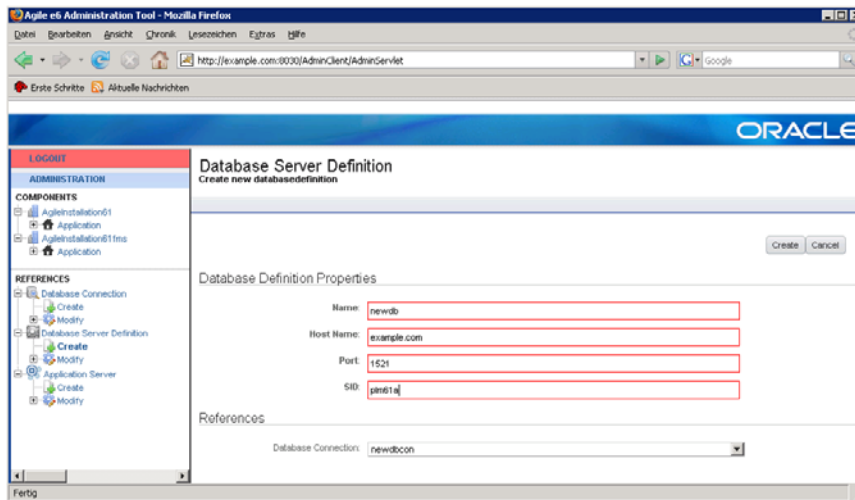 Agile e6 Administration Tool - Mozilla Firefox
Datei Bearbeiten Ansicht Chronik Lesezeichen Extras Hilfe
http://example.com:8030/AdminClient/AdminServlet
Google
Erste Schritte Aktuelle Nachrichten
ORACLE
LOGOUT
ADMINISTRATION
COMPONENTS
AgileInstallation61
Application
AgileInstallation61fms
Application
REFERENCES
Database Connection
Create
Modify
Database Server Definition
Create
Modify
Application Server
Create
Modify
Database Server Definition
Create new databasedefinition
Create Cancel
Database Definition Properties
Name: newdb
Host Name: example.com
Port: 1521
SID: plm61a
References
Database Connection: newdbcon
Fertig